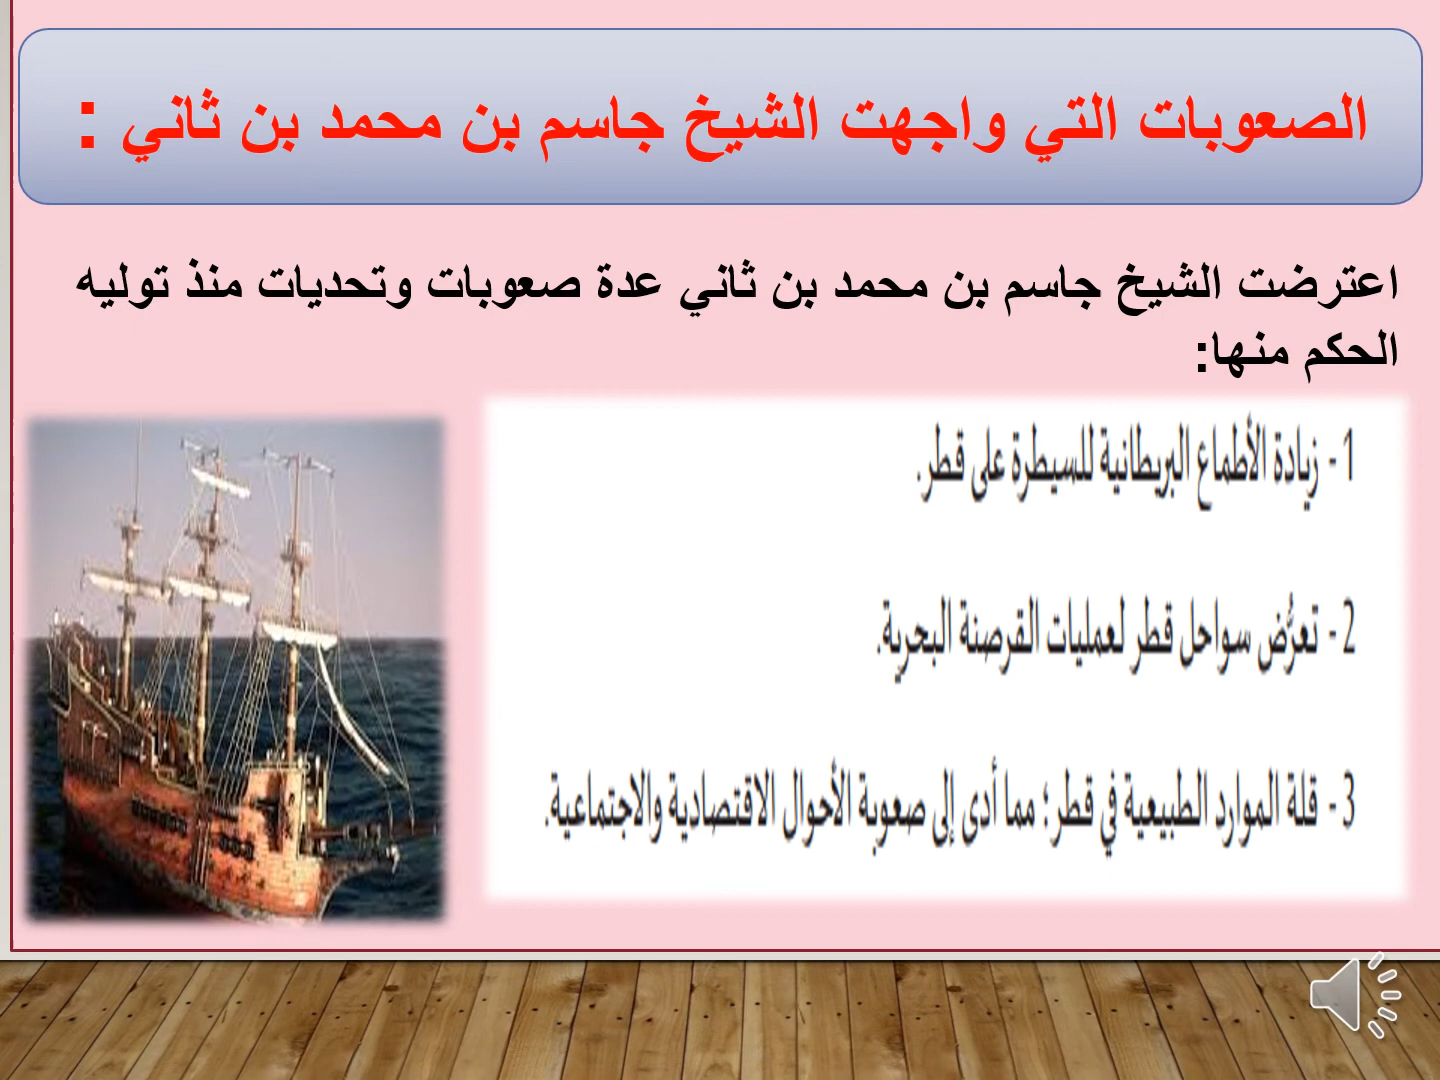 الصعوبات التي واجهت الشيخ جاسم بن محمد بن ثاني :
اعترضت الشيخ جاسم بن محمد بن ثاني عدة صعوبات وتحديات منذ توليه
الحكم منها:
1- زيادة الأطماع البريطانية للسيطرة على قطر.
2- تعرُّض سواحل قطر لعمليات القرصنة البحرية.
3- قلة الموارد الطبيعية في قطر؛ مما أدى إلى صعوبة الأحوال الاقتصادية والاجتماعية.